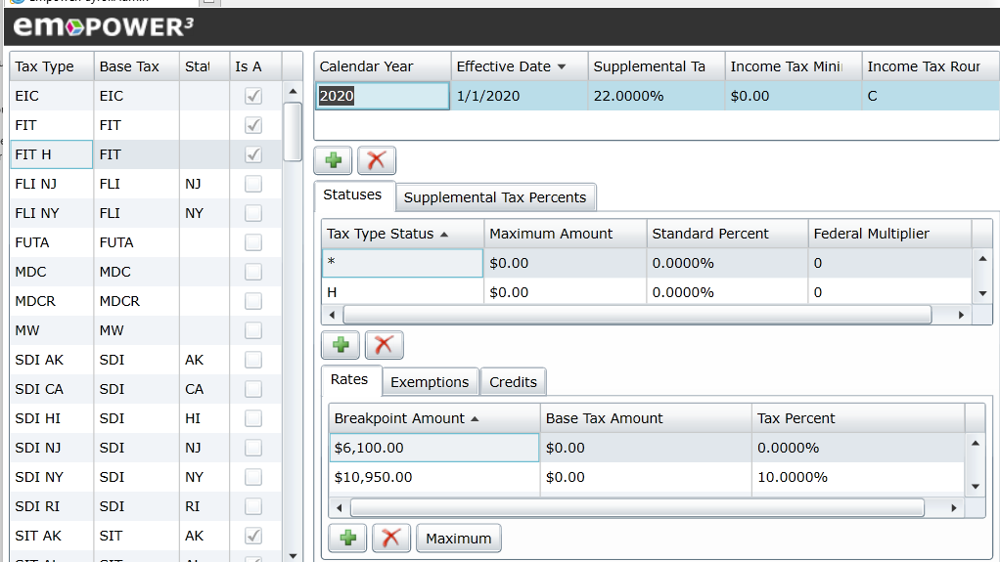 emPOWER³
Tax Type Base Tax Stat Is A
EIC EIC
FIT FIT
FIT H FIT
FLI NJ FLI NJ
FLI NY FLI NY
FUTA FUTA
MDC MDC
MDCR MDCR
MW MW
SDI AK SDI AK
SDI CA SDI CA
SDI HI SDI HI
SDI NJ SDI NJ
SDI NY SDI NY
SDI RI SDI RI
SIT AK SIT AK
Calendar Year Effective Date Supplemental Ta Income Tax Mini Income Tax Roun
2020 1/1/2020 22.0000% $0.00 C
Statuses Supplemental Tax Percents
Tax Type Status Maximum Amount Standard Percent Federal Multiplier
* $0.00 0.0000% 0
H $0.00 0.0000% 0
Rates Exemptions Credits
Breakpoint Amount Base Tax Amount Tax Percent
$6,100.00 $0.00 0.0000%
$10,950.00 $0.00 10.0000%
Maximum